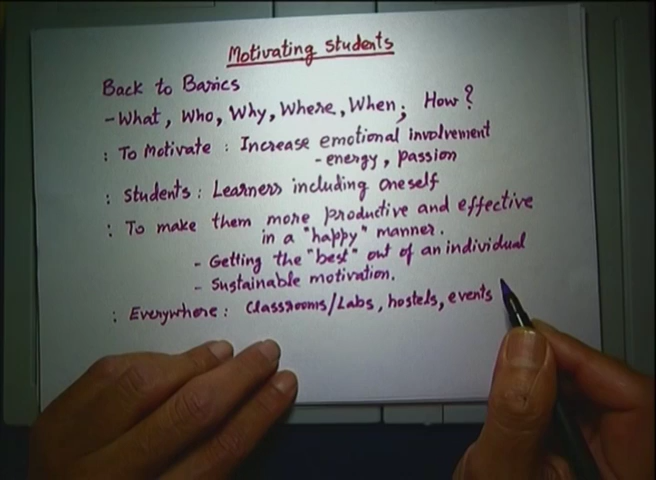 Motivating students
Back to Basics
- What, Who, Why, Where, When; How?
: To Motivate : Increase emotional involvement
- energy, passion
: Students : Learners including oneself
: To make them more productive and effective
in a "happy" manner.
- Getting the "best" out of an individual
- Sustainable motivation.
: Everywhere : Classrooms/Labs, hostels, events